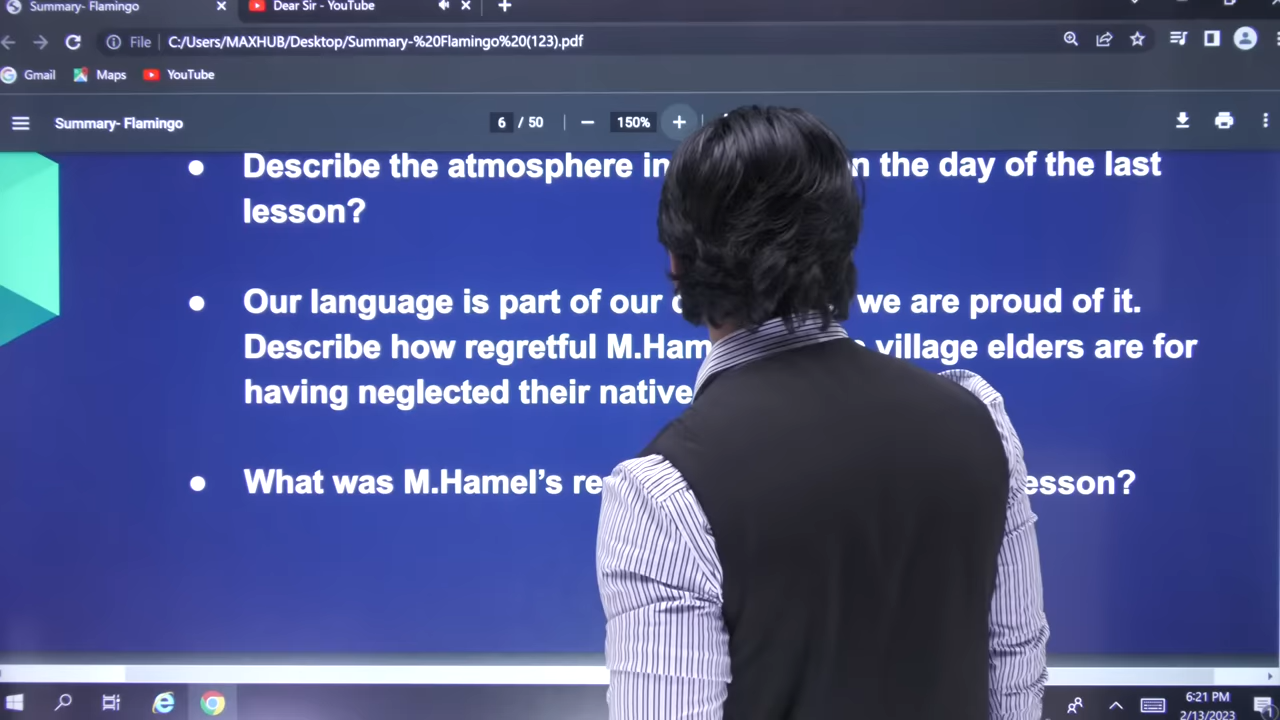 Summary- Flamingo
Dear Sir - YouTube
File C:/Users/MAXHUB/Desktop/Summary-%20Flamingo%20(123).pdf
Gmail Maps YouTube
Summary- Flamingo 6 / 50 150%
Describe the atmosphere in the day of the last
lesson?
Our language is part of our we are proud of it.
Describe how regretful village elders are for
having neglected their native
What was M.Hamel's
6:21 PM
2/13/2023